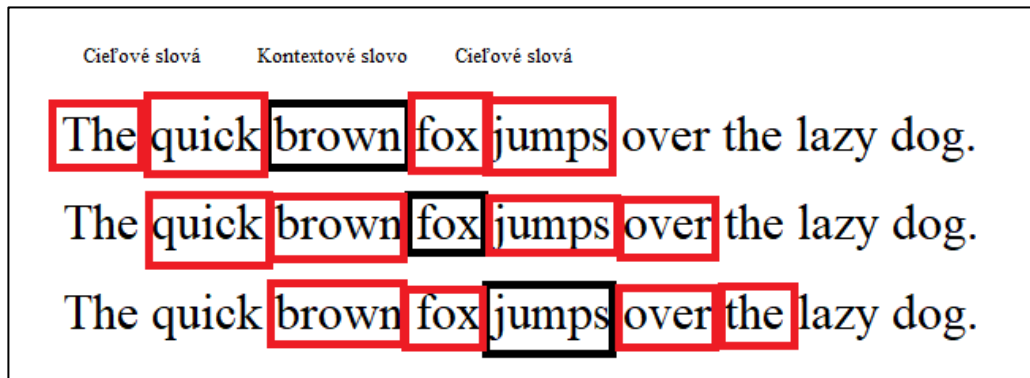 Cieľové slová Kontextové slovo Cieľové slová
The quick brown fox jumps over the lazy dog.
The quick brown fox jumps over the lazy dog.
The quick brown fox jumps over the lazy dog.